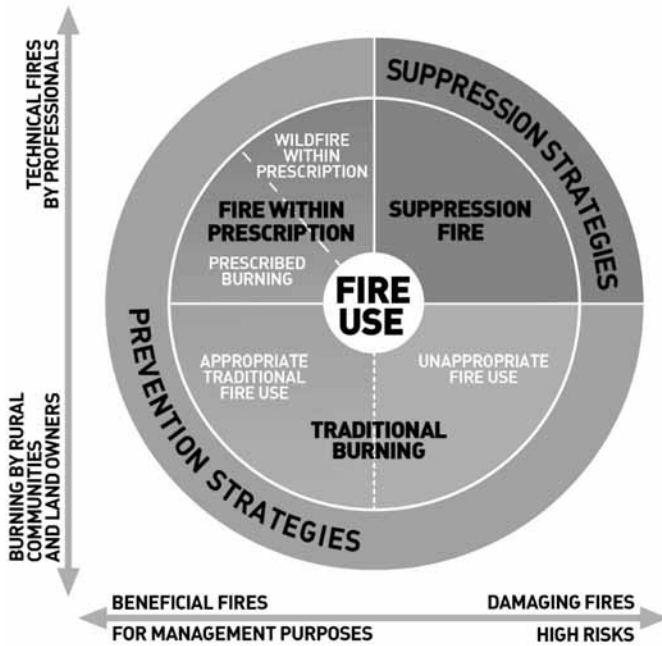 TECHNICAL FIRES
BY PROFESSIONALS
BURNING BY RURAL
COMMUNITIES
AND LAND OWNERS
SUPPRESSION STRATEGIES
WILDFIRE
WITHIN
PRESCRIPTION
FIRE WITHIN
PRESCRIPTION
PRESCRIBED
BURNING
SUPPRESSION
FIRE
FIRE
USE
APPROPRIATE
TRADITIONAL
FIRE USE
UNAPPROPRIATE
FIRE USE
TRADITIONAL
BURNING
PREVENTION STRATEGIES
BENEFICIAL FIRES
DAMAGING FIRES
FOR MANAGEMENT PURPOSES
HIGH RISKS